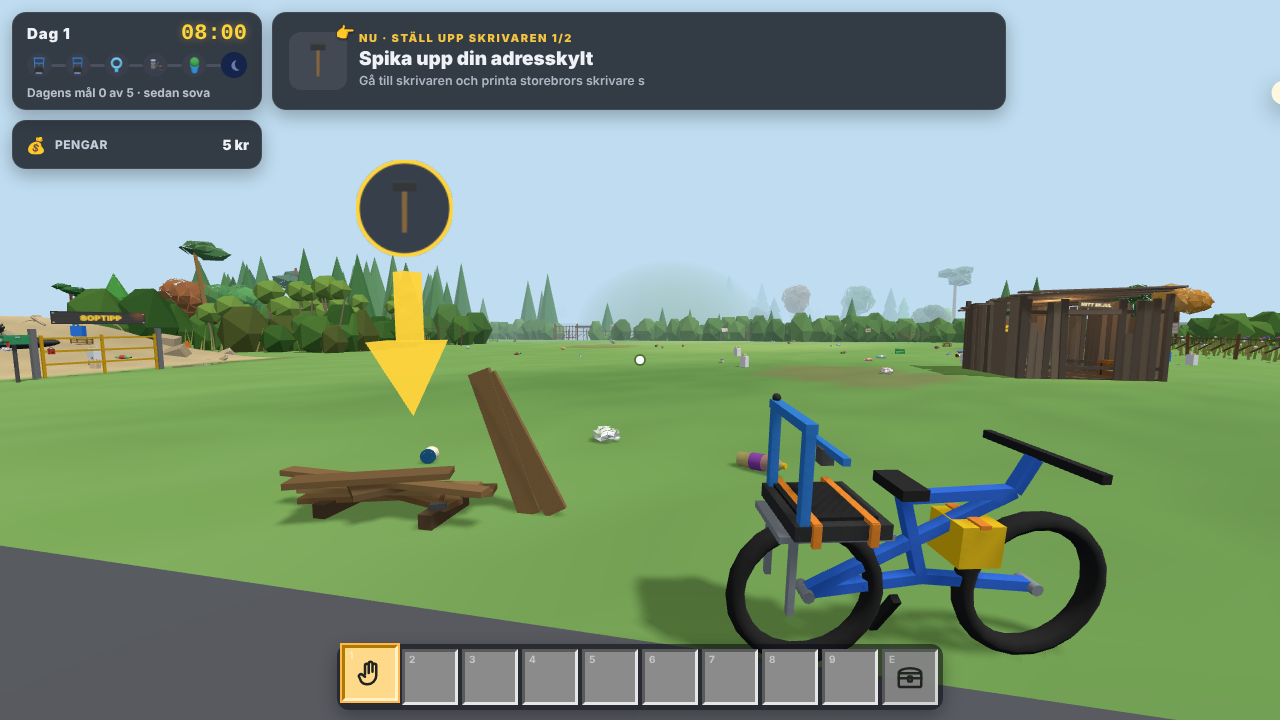 Dag 1
08:00
Dagens mål 0 av 5 · sedan sova
PENGAR
5 kr
NU · STÄLL UPP SKRIVAREN 1/2
Spika upp din adresskylt
Gå till skrivaren och printa storebrors skrivare s
SOPTIPP
1
2
3
4
5
6
7
8
9
E